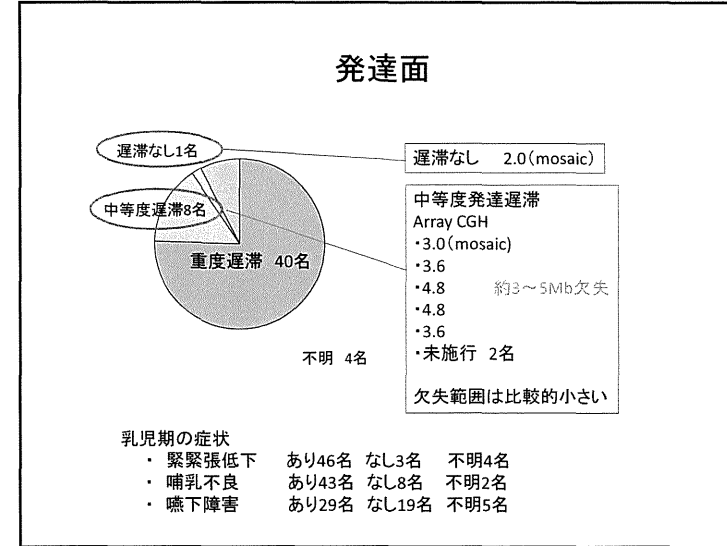 発達面
遅滞なし1名
中等度遅滞8名
重度遅滞 40名
不明 4名
遅滞なし 2.0(mosaic)
中等度発達遅滞
Array CGH
・3.0(mosaic)
・3.6
・4.8 約3~5Mb欠失
・4.8
・3.6
・未施行 2名
欠失範囲は比較的小さい
乳児期の症状
・ 緊緊張低下 あり46名 なし3名 不明4名
・ 哺乳不良 あり43名 なし8名 不明2名
・ 嚥下障害 あり29名 なし19名 不明5名